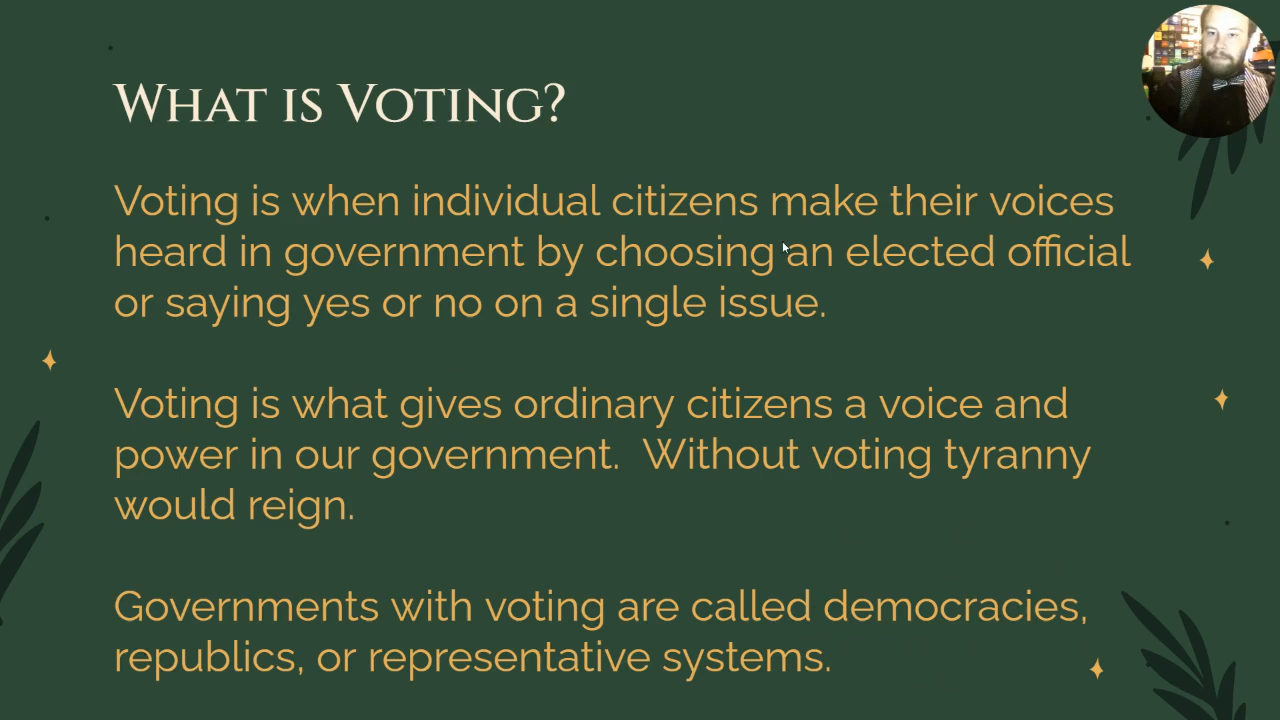 What is Voting?
Voting is when individual citizens make their voices
heard in government by choosing an elected official
or saying yes or no on a single issue.
Voting is what gives ordinary citizens a voice and
power in our government.  Without voting tyranny
would reign.
Governments with voting are called democracies,
republics, or representative systems.